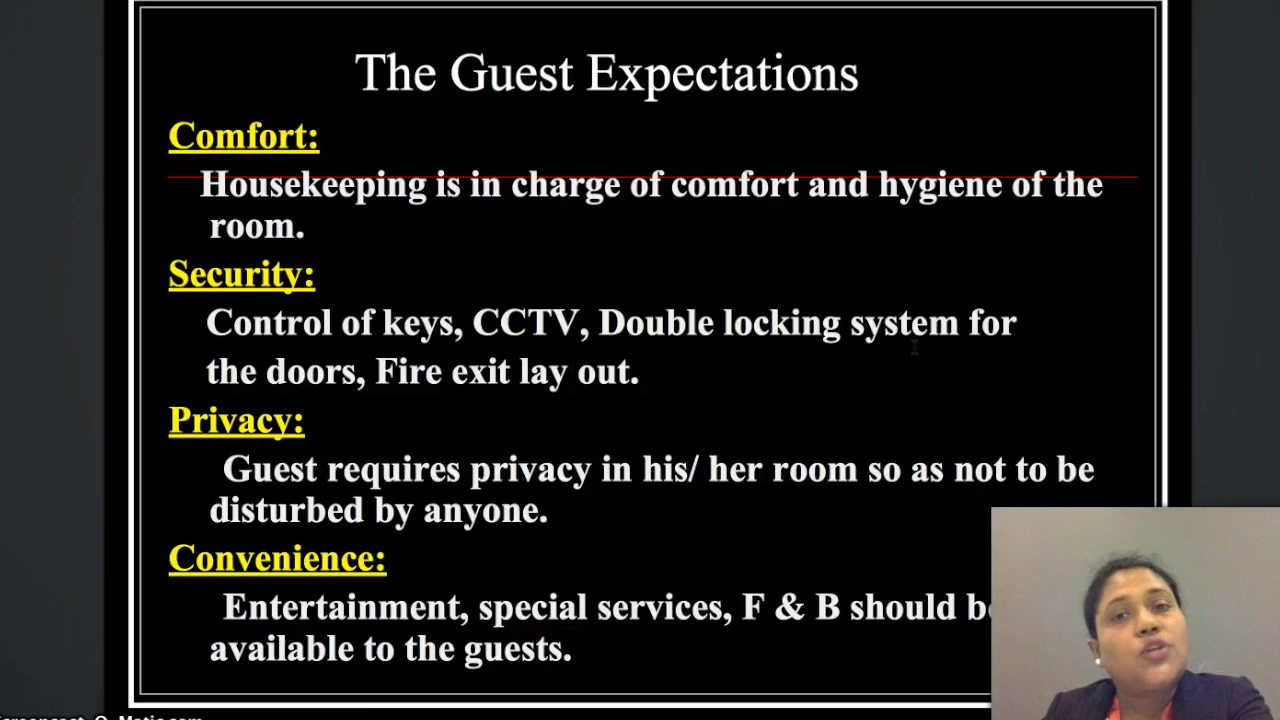 The Guest Expectations
Comfort:
Housekeeping is in charge of comfort and hygiene of the
room.
Security:
Control of keys, CCTV, Double locking system for
the doors, Fire exit lay out.
Privacy:
Guest requires privacy in his/ her room so as not to be
disturbed by anyone.
Convenience:
Entertainment, special services, F & B should be
available to the guests.